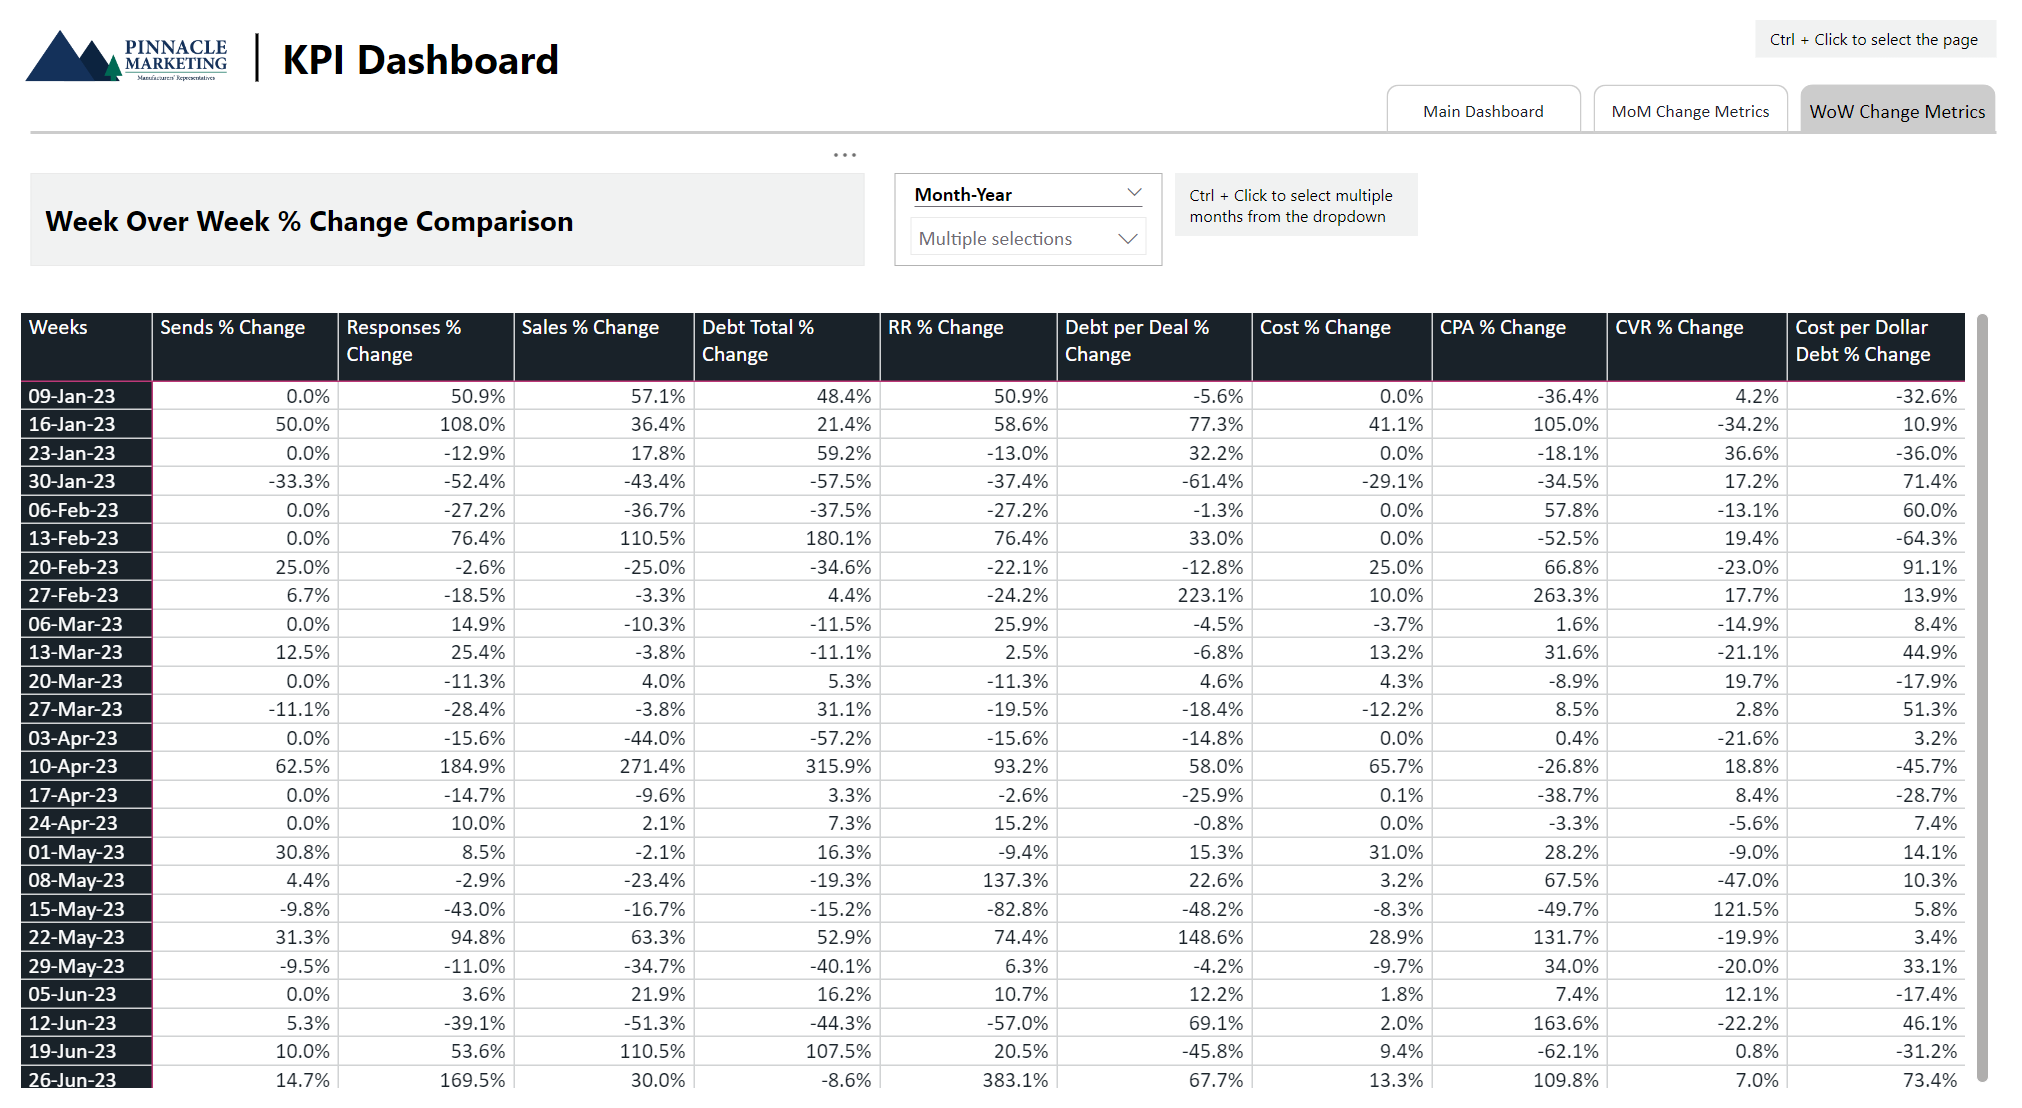 PINNACLE
MARKETING
Manufacturers' Representatives
KPI Dashboard
Ctrl + Click to select the page
Main Dashboard
MoM Change Metrics
WoW Change Metrics
...
Week Over Week % Change Comparison
Month-Year
Multiple selections
Ctrl + Click to select multiple
months from the dropdown
Weeks Sends % Change Responses % Change Sales % Change Debt Total % Change RR % Change Debt per Deal % Change Cost % Change CPA % Change CVR % Change Cost per Dollar Debt % Change
09-Jan-23 0.0% 50.9% 57.1% 48.4% 50.9% -5.6% 0.0% -36.4% 4.2% -32.6%
16-Jan-23 50.0% 108.0% 36.4% 21.4% 58.6% 77.3% 41.1% 105.0% -34.2% 10.9%
23-Jan-23 0.0% -12.9% 17.8% 59.2% -13.0% 32.2% 0.0% -18.1% 36.6% -36.0%
30-Jan-23 -33.3% -52.4% -43.4% -57.5% -37.4% -61.4% -29.1% -34.5% 17.2% 71.4%
06-Feb-23 0.0% -27.2% -36.7% -37.5% -27.2% -1.3% 0.0% 57.8% -13.1% 60.0%
13-Feb-23 0.0% 76.4% 110.5% 180.1% 76.4% 33.0% 0.0% -52.5% 19.4% -64.3%
20-Feb-23 25.0% -2.6% -25.0% -34.6% -22.1% -12.8% 25.0% 66.8% -23.0% 91.1%
27-Feb-23 6.7% -18.5% -3.3% 4.4% -24.2% 223.1% 10.0% 263.3% 17.7% 13.9%
06-Mar-23 0.0% 14.9% -10.3% -11.5% 25.9% -4.5% -3.7% 1.6% -14.9% 8.4%
13-Mar-23 12.5% 25.4% -3.8% -11.1% 2.5% -6.8% 13.2% 31.6% -21.1% 44.9%
20-Mar-23 0.0% -11.3% 4.0% 5.3% -11.3% 4.6% 4.3% -8.9% 19.7% -17.9%
27-Mar-23 -11.1% -28.4% -3.8% 31.1% -19.5% -18.4% -12.2% 8.5% 2.8% 51.3%
03-Apr-23 0.0% -15.6% -44.0% -57.2% -15.6% -14.8% 0.0% 0.4% -21.6% 3.2%
10-Apr-23 62.5% 184.9% 271.4% 315.9% 93.2% 58.0% 65.7% -26.8% 18.8% -45.7%
17-Apr-23 0.0% -14.7% -9.6% 3.3% -2.6% -25.9% 0.1% -38.7% 8.4% -28.7%
24-Apr-23 0.0% 10.0% 2.1% 7.3% 15.2% -0.8% 0.0% -3.3% -5.6% 7.4%
01-May-23 30.8% 8.5% -2.1% 16.3% -9.4% 15.3% 31.0% 28.2% -9.0% 14.1%
08-May-23 4.4% -2.9% -23.4% -19.3% 137.3% 22.6% 3.2% 67.5% -47.0% 10.3%
15-May-23 -9.8% -43.0% -16.7% -15.2% -82.8% -48.2% -8.3% -49.7% 121.5% 5.8%
22-May-23 31.3% 94.8% 63.3% 52.9% 74.4% 148.6% 28.9% 131.7% -19.9% 3.4%
29-May-23 -9.5% -11.0% -34.7% -40.1% 6.3% -4.2% -9.7% 34.0% -20.0% 33.1%
05-Jun-23 0.0% 3.6% 21.9% 16.2% 10.7% 12.2% 1.8% 7.4% 12.1% -17.4%
12-Jun-23 5.3% -39.1% -51.3% -44.3% -57.0% 69.1% 2.0% 163.6% -22.2% 46.1%
19-Jun-23 10.0% 53.6% 110.5% 107.5% 20.5% -45.8% 9.4% -62.1% 0.8% -31.2%
26-Jun-23 14.7% 169.5% 30.0% -8.6% 383.1% 67.7% 13.3% 109.8% 7.0% 73.4%